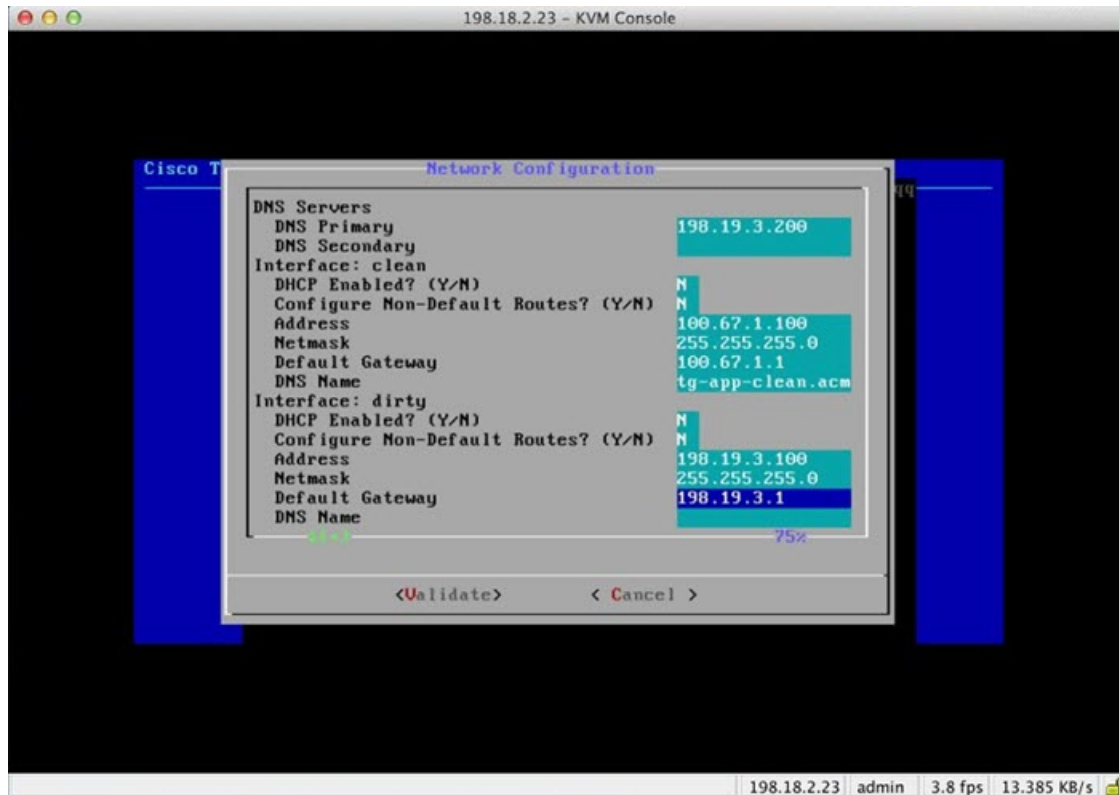 198.18.2.23 – KVM Console
Cisco T
Network Configuration
qq
DNS Servers
DNS Primary 198.19.3.200
DNS Secondary
Interface: clean
DHCP Enabled? (Y/N) N
Configure Non-Default Routes? (Y/N) N
Address 100.67.1.100
Netmask 255.255.255.0
Default Gateway 100.67.1.1
DNS Name tg-app-clean.acm
Interface: dirty
DHCP Enabled? (Y/N) N
Configure Non-Default Routes? (Y/N) N
Address 198.19.3.100
Netmask 255.255.255.0
Default Gateway 198.19.3.1
DNS Name
75%
<Validate> < Cancel >
198.18.2.23 admin 3.8 fps 13.385 KB/s